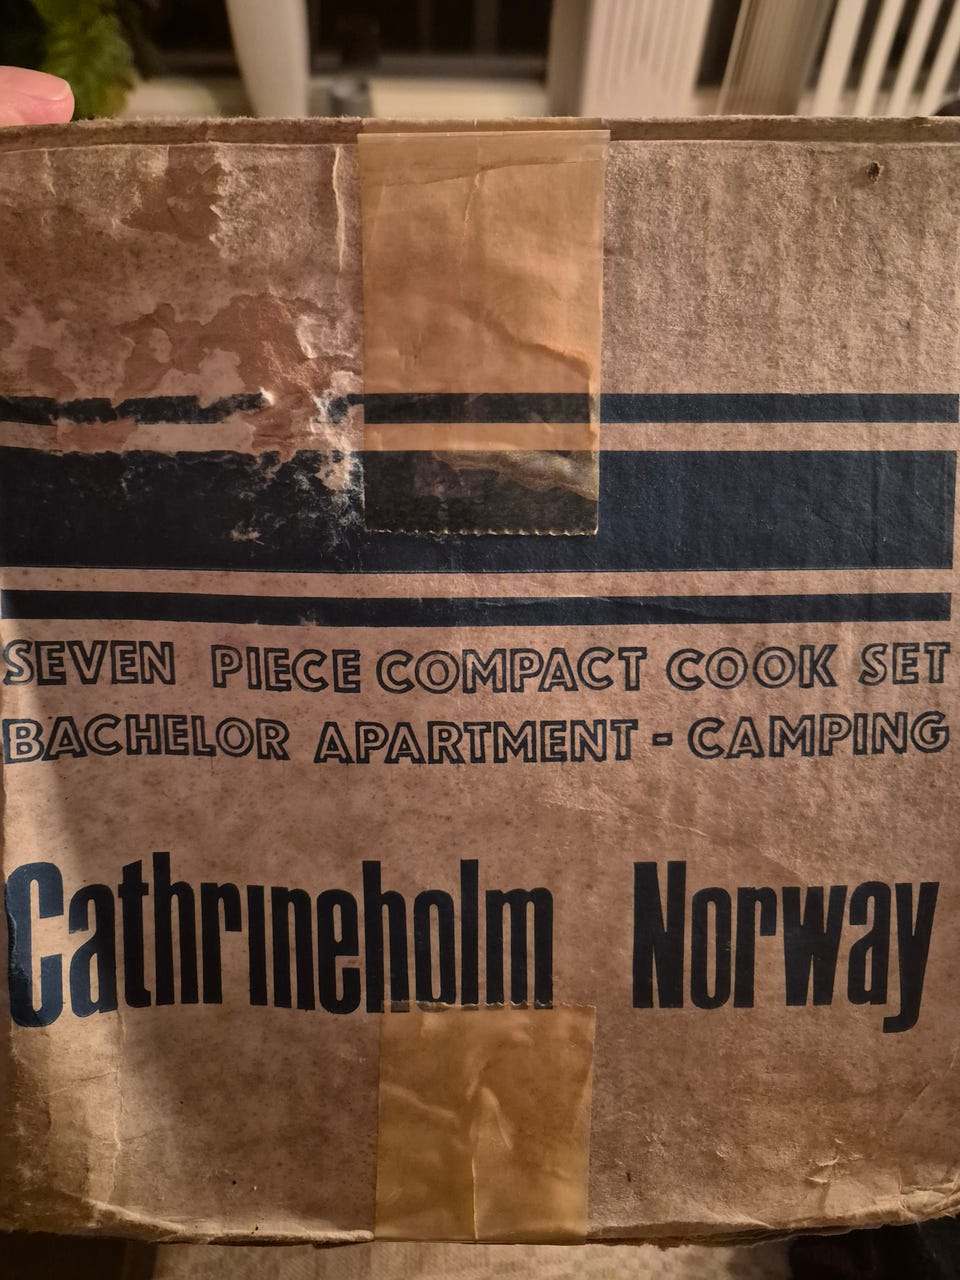 SEVEN PIECE COMPACT COOK SET
BACHELOR APARTMENT - CAMPING
Cathrineholm Norway